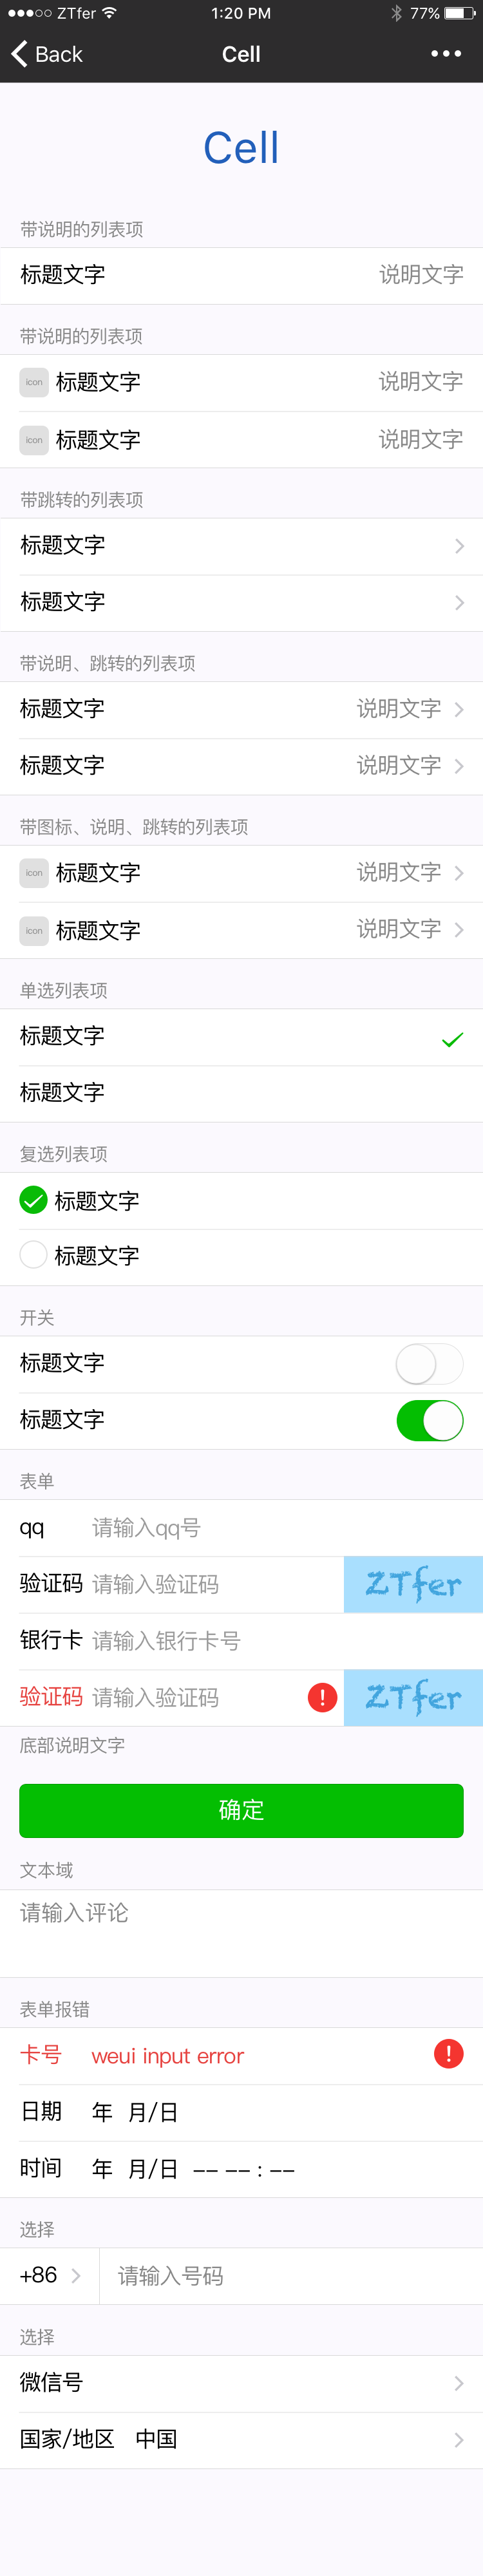 ZTfer 1:20 PM 77%
Back Cell
Cell
带说明的列表项
标题文字 说明文字
带说明的列表项
icon 标题文字 说明文字
icon 标题文字 说明文字
带跳转的列表项
标题文字
标题文字
带说明、跳转的列表项
标题文字 说明文字
标题文字 说明文字
带图标、说明、跳转的列表项
icon 标题文字 说明文字
icon 标题文字 说明文字
单选列表项
标题文字
标题文字
复选列表项
标题文字
标题文字
开关
标题文字
标题文字
表单
qq 请输入qq号
验证码 请输入验证码 ZTfer
银行卡 请输入银行卡号
验证码 请输入验证码 ! ZTfer
底部说明文字
确定
文本域
请输入评论
表单报错
卡号 weui input error !
日期 年 月/日
时间 年 月/日 -- -- : --
选择
+86 请输入号码
选择
微信号
国家/地区 中国